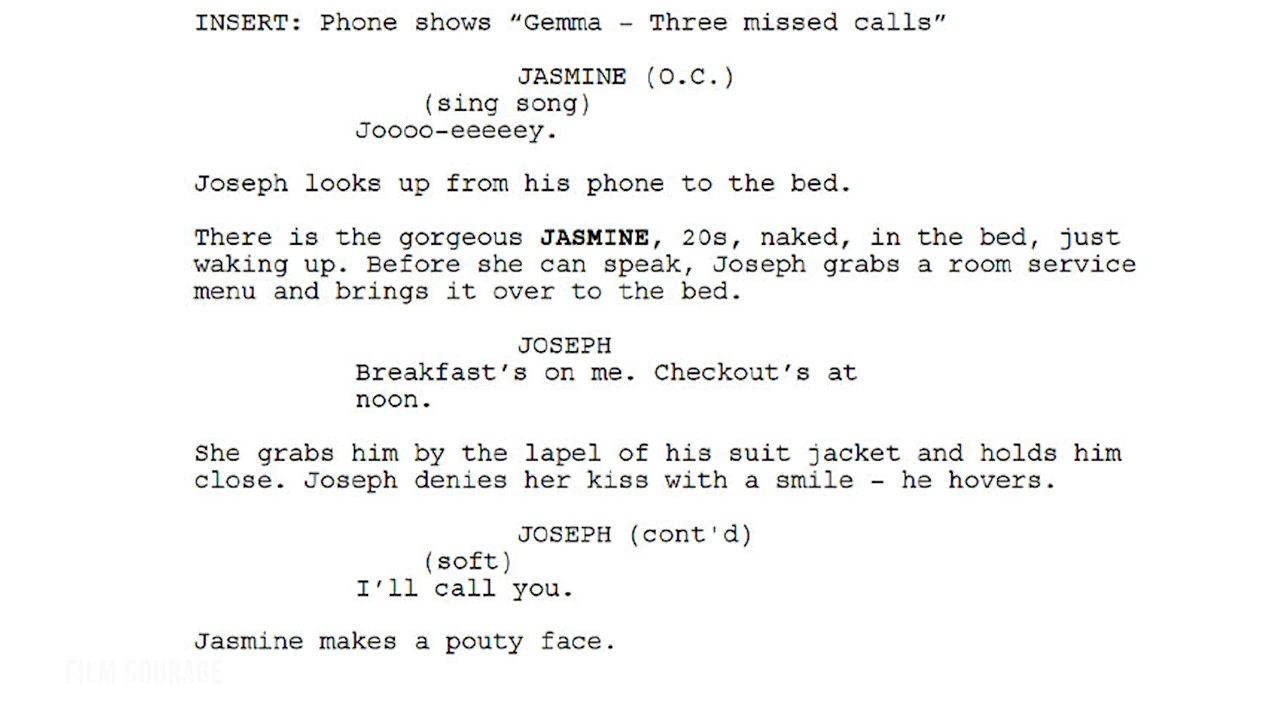 INSERT: Phone shows “Gemma – Three missed calls”
JASMINE (O.C.)
(sing song)
Joooo-eeeeey.
Joseph looks up from his phone to the bed.
There is the gorgeous JASMINE, 20s, naked, in the bed, just
waking up. Before she can speak, Joseph grabs a room service
menu and brings it over to the bed.
JOSEPH
Breakfast’s on me. Checkout’s at
noon.
She grabs him by the lapel of his suit jacket and holds him
close. Joseph denies her kiss with a smile – he hovers.
JOSEPH (cont'd)
(soft)
I’ll call you.
Jasmine makes a pouty face.
FILM COURAGE